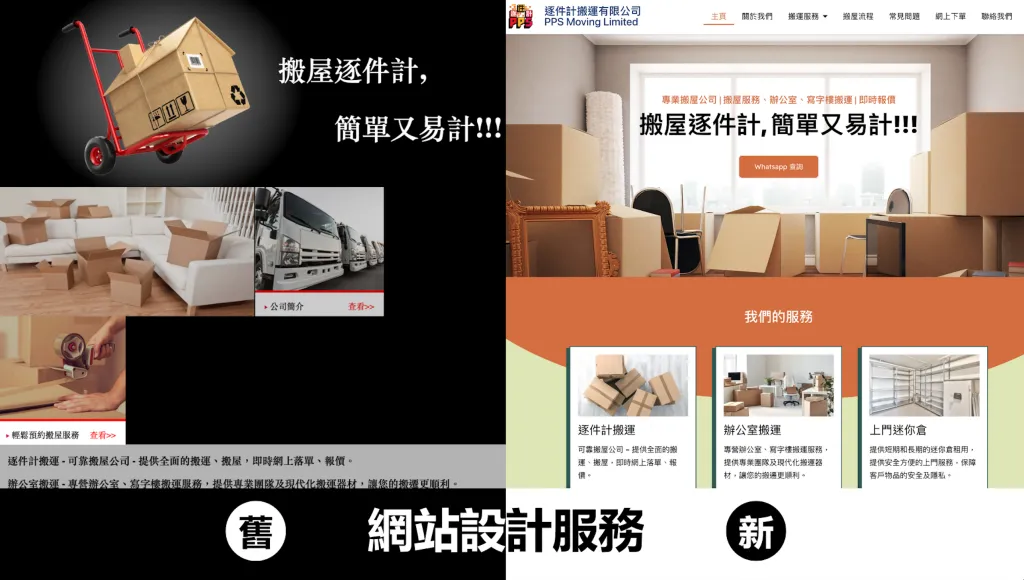 搬屋逐件計,
簡單又易計!!!
公司簡介
查看>>
輕鬆預約搬屋服務
查看>>
逐件計搬運 - 可靠搬屋公司 - 提供全面的搬運、搬屋，即時網上落單、報價。
辦公室搬運 - 專營辦公室、寫字樓搬運服務，提供專業團隊及現代化搬運器材，讓您的搬遷更順利。
舊
PPS
逐件計搬運有限公司
PPS Moving Limited
主頁
關於我們
搬運服務
搬屋流程
常見問題
網上下單
聯絡我們
專業搬屋公司 | 搬屋服務、辦公室、寫字樓搬運 | 即時報價
搬屋逐件計, 簡單又易計!!!
Whatsapp 查詢
我們的服務
逐件計搬運
可靠搬屋公司 – 提供全面的搬
運、搬屋，即時網上落單、報
價。
辦公室搬運
專營辦公室、寫字樓搬運服務，
提供專業團隊及現代化搬運器
材，讓您的搬遷更順利。
上門迷你倉
提供短期和長期的迷你倉租用，
提供安全方便的上門服務，保障
客戶物品的安全及隱私。
網站設計服務
新